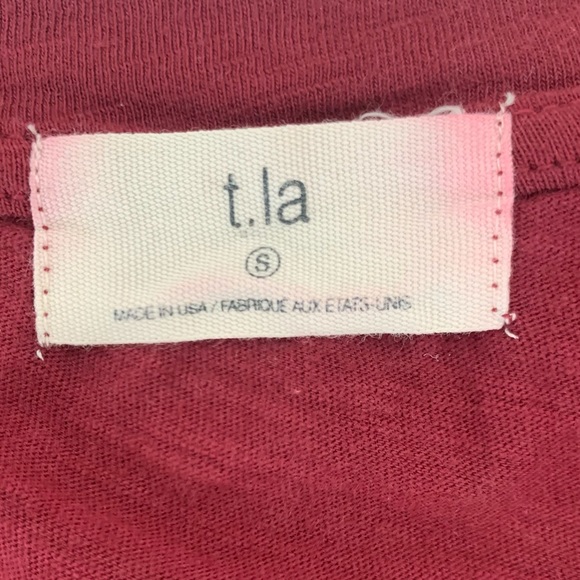 t.la
S
MADE IN USA / FABRIQUE AUX ETATS-UNIS